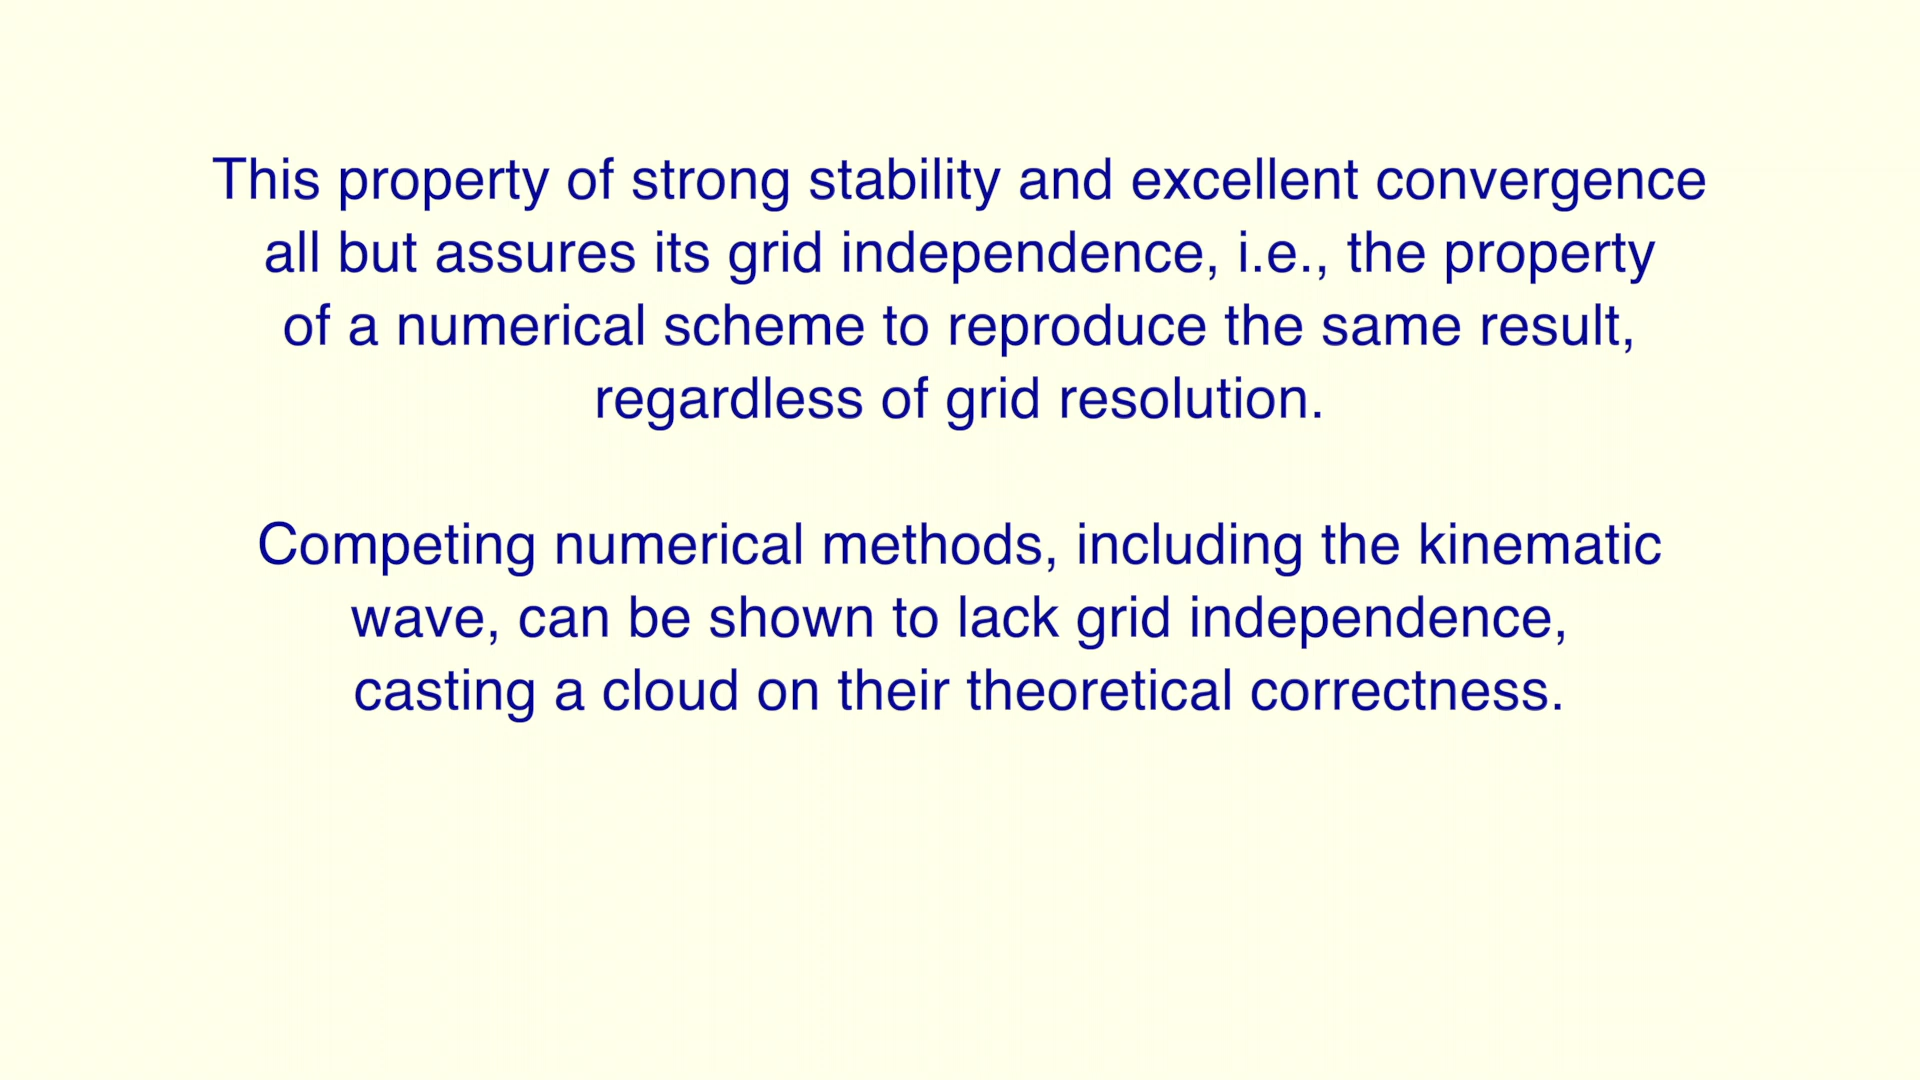 This property of strong stability and excellent convergence
all but assures its grid independence, i.e., the property
of a numerical scheme to reproduce the same result,
regardless of grid resolution.
Competing numerical methods, including the kinematic
wave, can be shown to lack grid independence,
casting a cloud on their theoretical correctness.